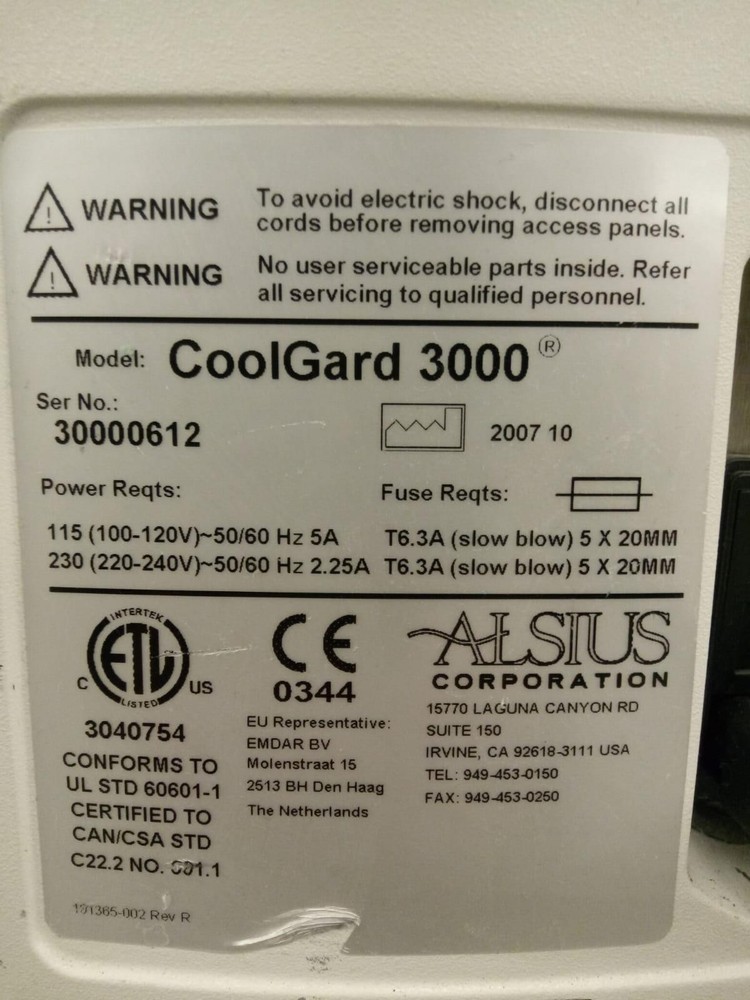 WARNING To avoid electric shock, disconnect all
cords before removing access panels.
WARNING No user serviceable parts inside. Refer
all servicing to qualified personnel.
Model: CoolGard 3000 ®
Ser No.:
30000612
2007 10
Power Reqts: Fuse Reqts:
115 (100-120V)~50/60 Hz 5A T6.3A (slow blow) 5 X 20MM
230 (220-240V)~50/60 Hz 2.25A T6.3A (slow blow) 5 X 20MM
INTERTEK
ETL
C US
LISTED
3040754
CONFORMS TO
UL STD 60601-1
CERTIFIED TO
CAN/CSA STD
C22.2 NO.
CE
0344
EU Representative:
EMDAR BV
Molenstraat 15
2513 BH Den Haag
The Netherlands
ALSIUS
CORPORATION
15770 LAGUNA CANYON RD
SUITE 150
IRVINE, CA 92618-3111 USA
TEL: 949-453-0150
FAX: 949-453-0250
191365-002 Rev R